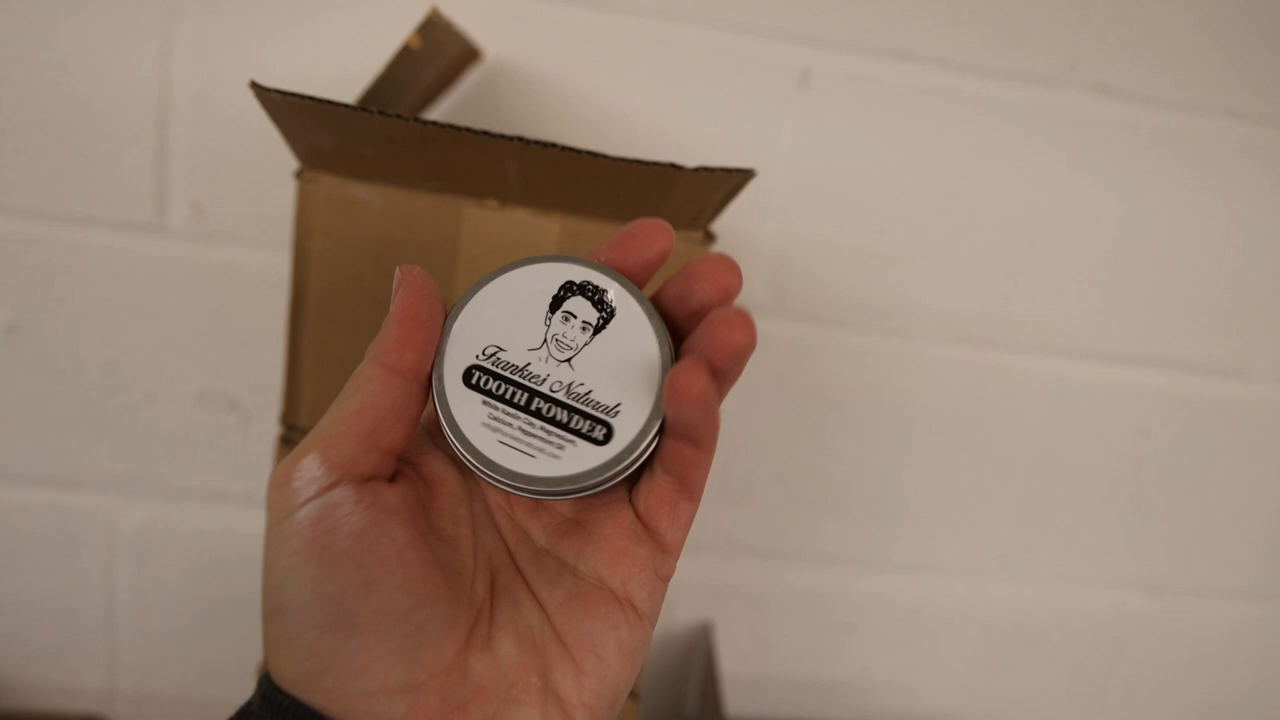 Frankie's Naturals
TOOTH POWDER
White Kaolin Clay, Magnesium,
Calcium, Peppermint Oil